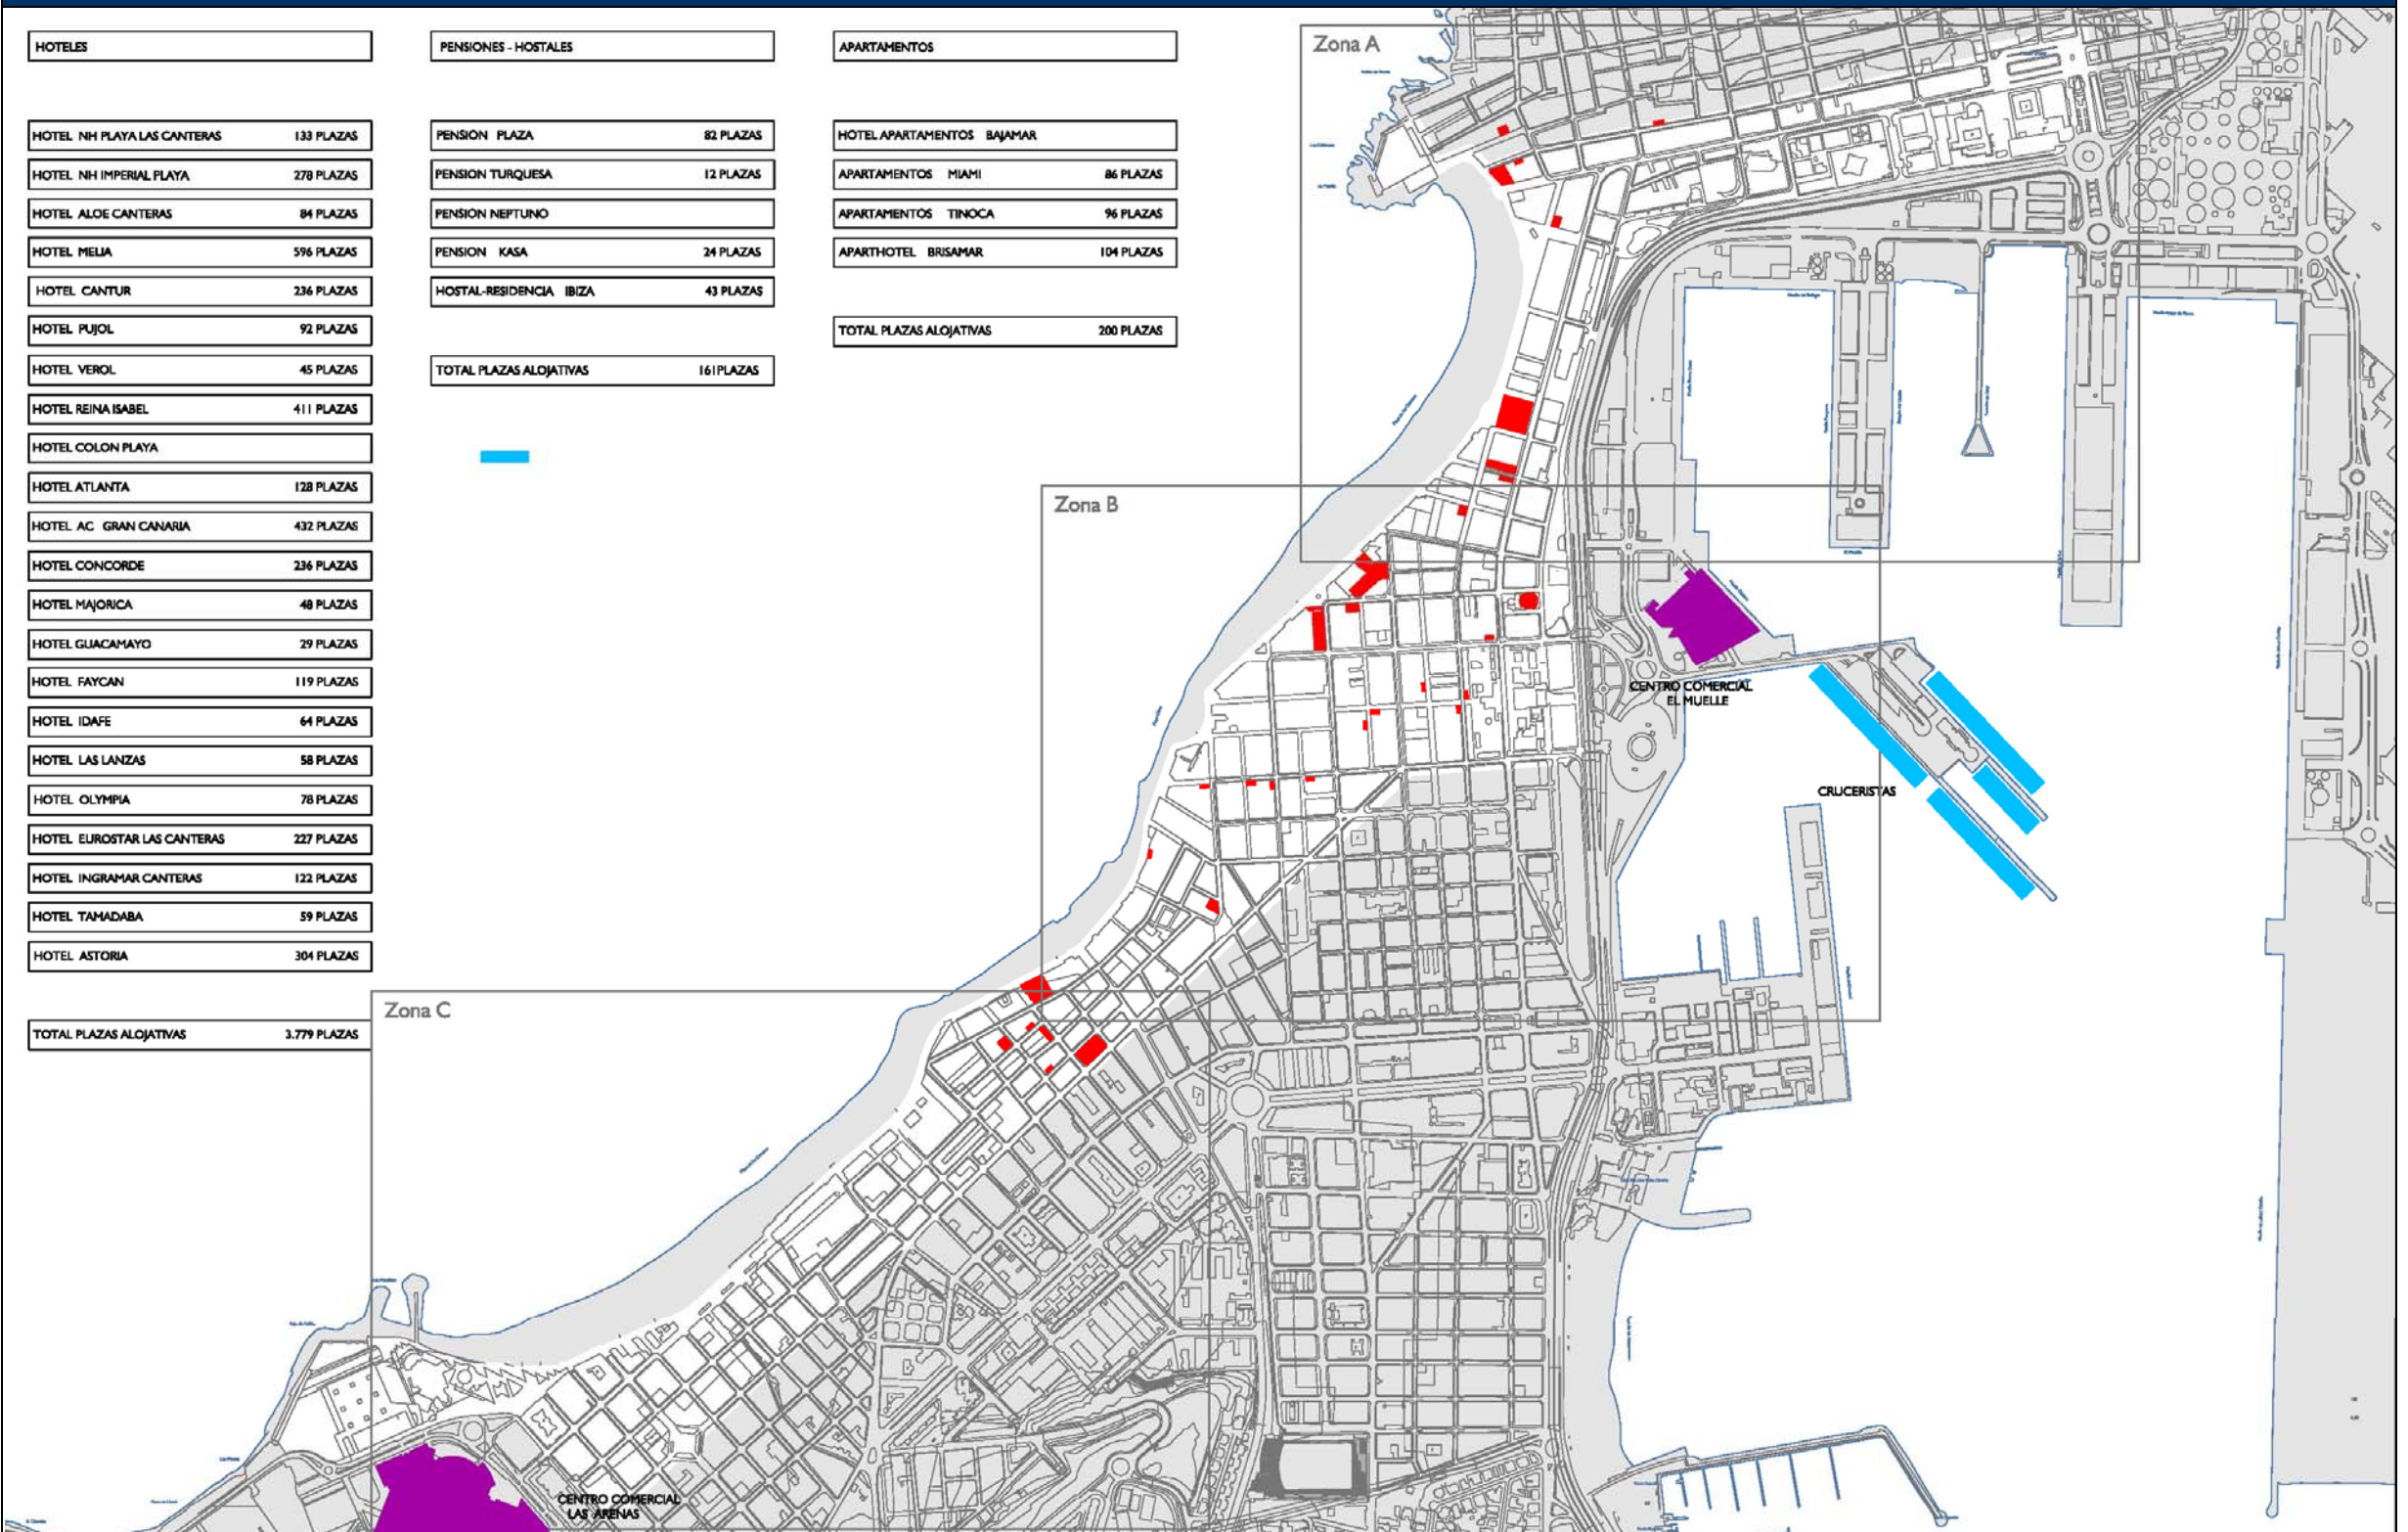 HOTELES
HOTEL NH PLAYA LAS CANTERAS 133 PLAZAS
HOTEL NH IMPERIAL PLAYA 278 PLAZAS
HOTEL ALOE CANTERAS 84 PLAZAS
HOTEL MELIA 596 PLAZAS
HOTEL CANTUR 236 PLAZAS
HOTEL PUJOL 92 PLAZAS
HOTEL VEROL 45 PLAZAS
HOTEL REINA ISABEL 411 PLAZAS
HOTEL COLON PLAYA
HOTEL ATLANTA 128 PLAZAS
HOTEL AC GRAN CANARIA 432 PLAZAS
HOTEL CONCORDE 236 PLAZAS
HOTEL MAJORICA 48 PLAZAS
HOTEL GUACAMAYO 29 PLAZAS
HOTEL FAYCAN 119 PLAZAS
HOTEL IDAFE 64 PLAZAS
HOTEL LAS LANZAS 58 PLAZAS
HOTEL OLYMPIA 78 PLAZAS
HOTEL EUROSTAR LAS CANTERAS 227 PLAZAS
HOTEL INGRAMAR CANTERAS 122 PLAZAS
HOTEL TAMADABA 59 PLAZAS
HOTEL ASTORIA 304 PLAZAS
TOTAL PLAZAS ALOJATIVAS 3.779 PLAZAS
PENSIONES - HOSTALES
PENSION PLAZA 82 PLAZAS
PENSION TURQUESA 12 PLAZAS
PENSION NEPTUNO
PENSION KASA 24 PLAZAS
HOSTAL-RESIDENCIA IBIZA 43 PLAZAS
TOTAL PLAZAS ALOJATIVAS 161PLAZAS
APARTAMENTOS
HOTEL APARTAMENTOS BAJAMAR
APARTAMENTOS MIAMI 86 PLAZAS
APARTAMENTOS TINOCA 96 PLAZAS
APARTHOTEL BRISAMAR 104 PLAZAS
TOTAL PLAZAS ALOJATIVAS 200 PLAZAS
Zona A
Zona B
CENTRO COMERCIAL
EL MUELLE
CRUCERISTAS
Zona C
CENTRO COMERCIAL
LAS ARENAS